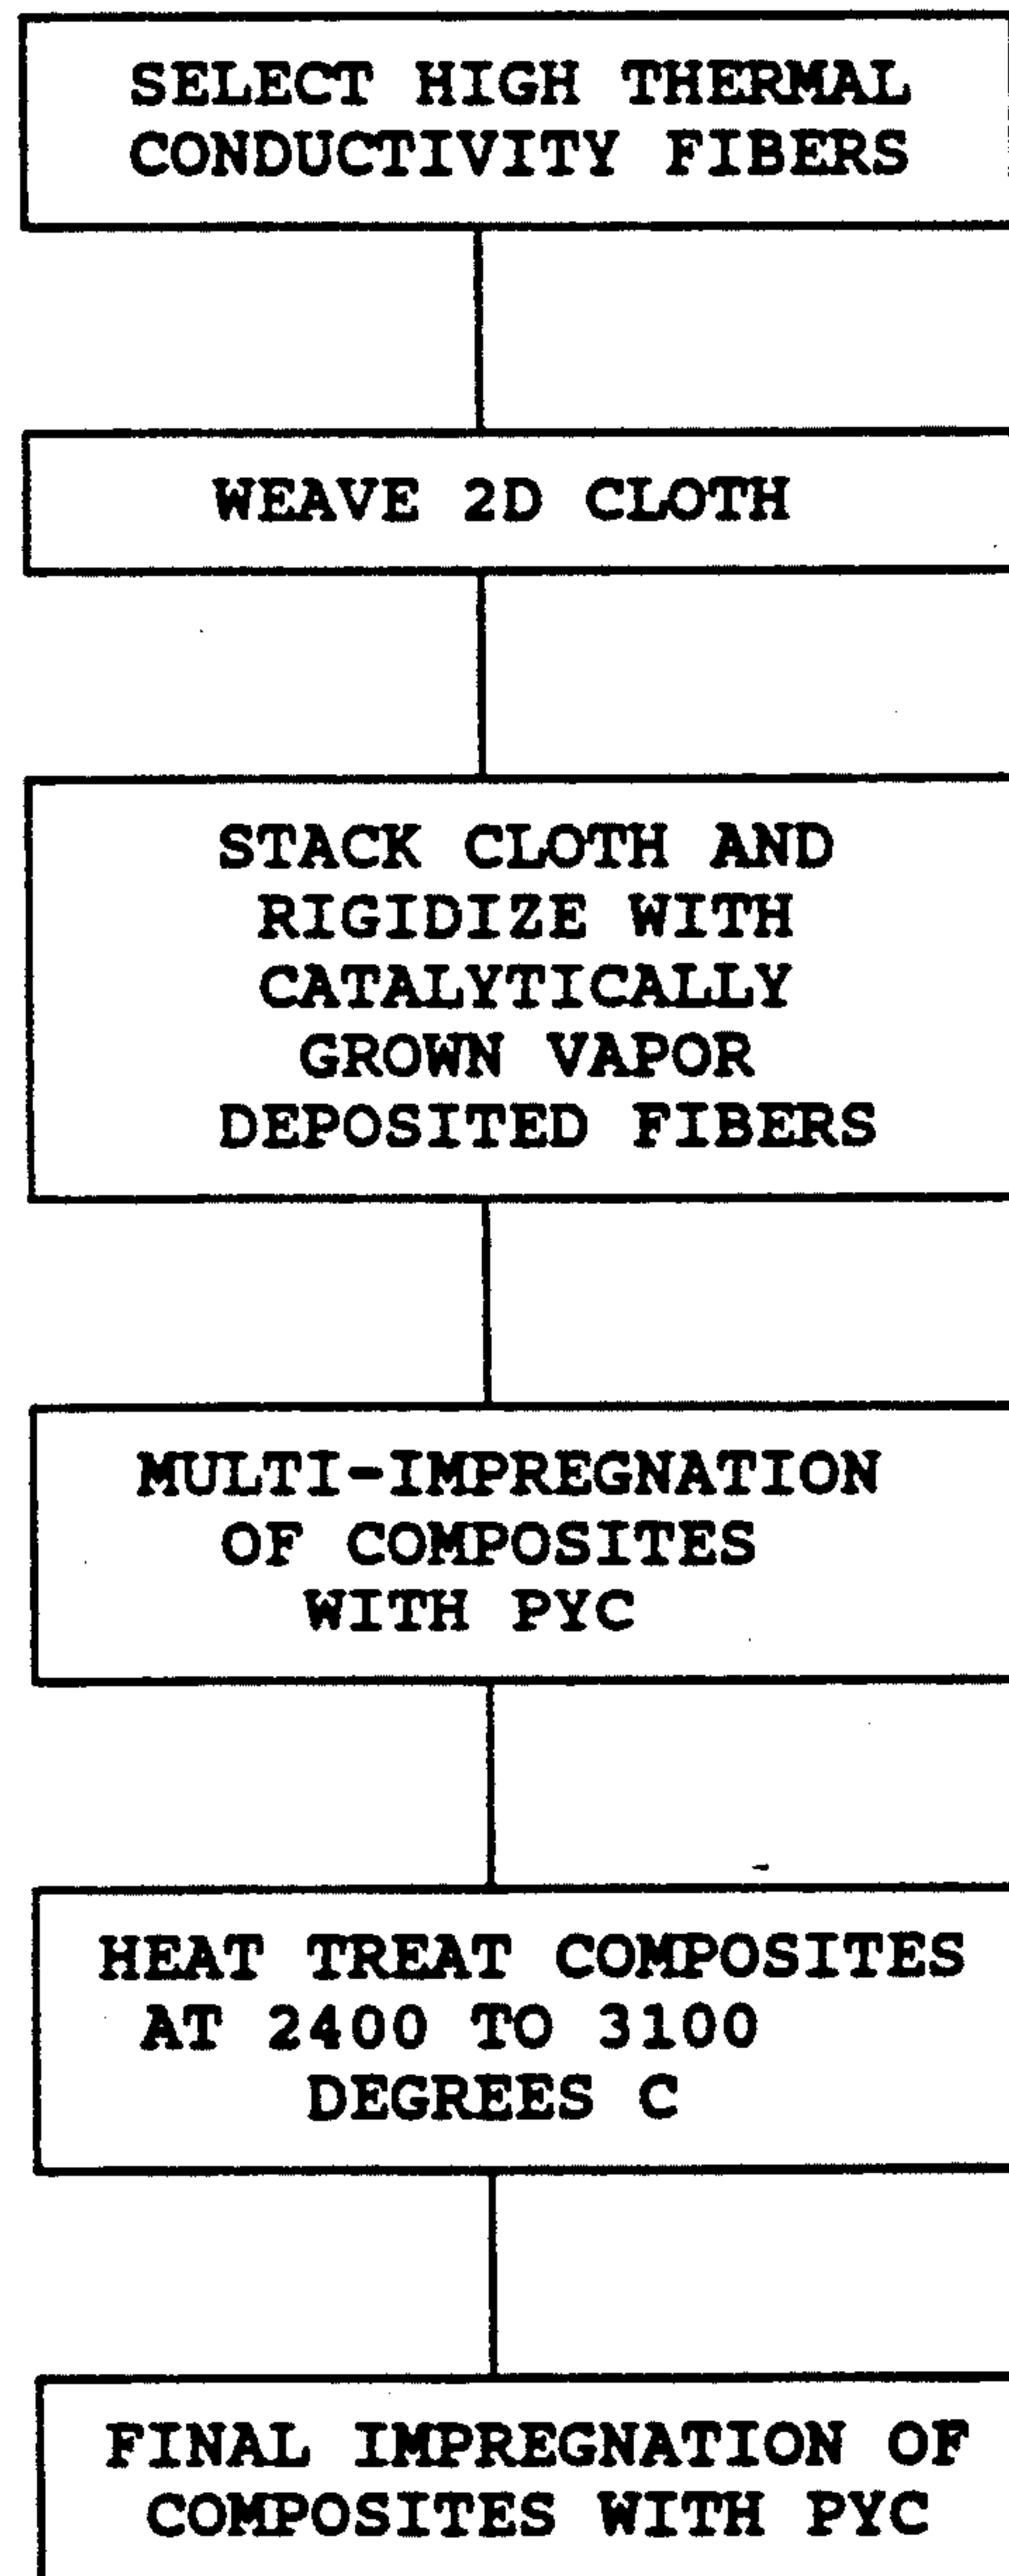 SELECT HIGH THERMAL
CONDUCTIVITY FIBERS
WEAVE 2D CLOTH
STACK CLOTH AND
RIGIDIZE WITH
CATALYTICALLY
GROWN VAPOR
DEPOSITED FIBERS
MULTI-IMPREGNATION
OF COMPOSITES
WITH PYC
HEAT TREAT COMPOSITES
AT 2400 TO 3100
DEGREES C
FINAL IMPREGNATION OF
COMPOSITES WITH PYC